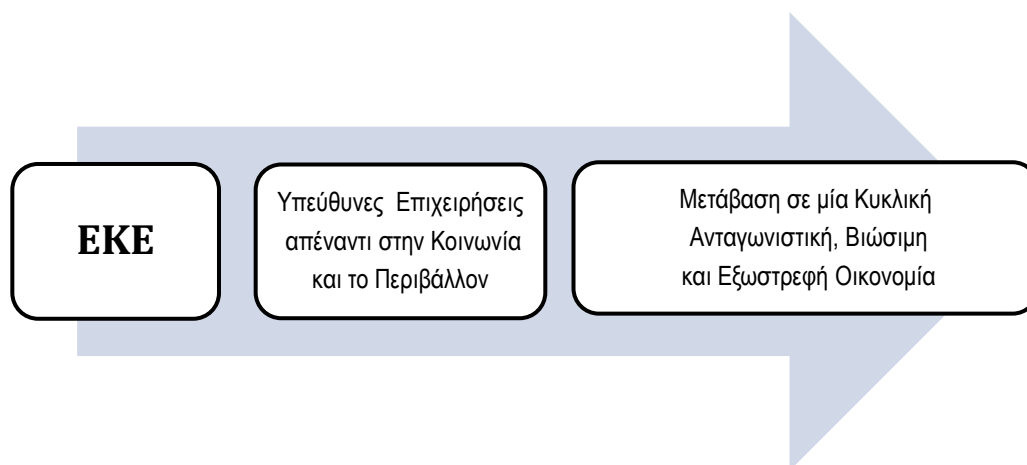 ΕΚΕ
Υπεύθυνες Επιχειρήσεις
απέναντι στην Κοινωνία
και το Περιβάλλον
Μετάβαση σε μία Κυκλική
Ανταγωνιστική, Βιώσιμη
και Εξωστρεφή Οικονομία